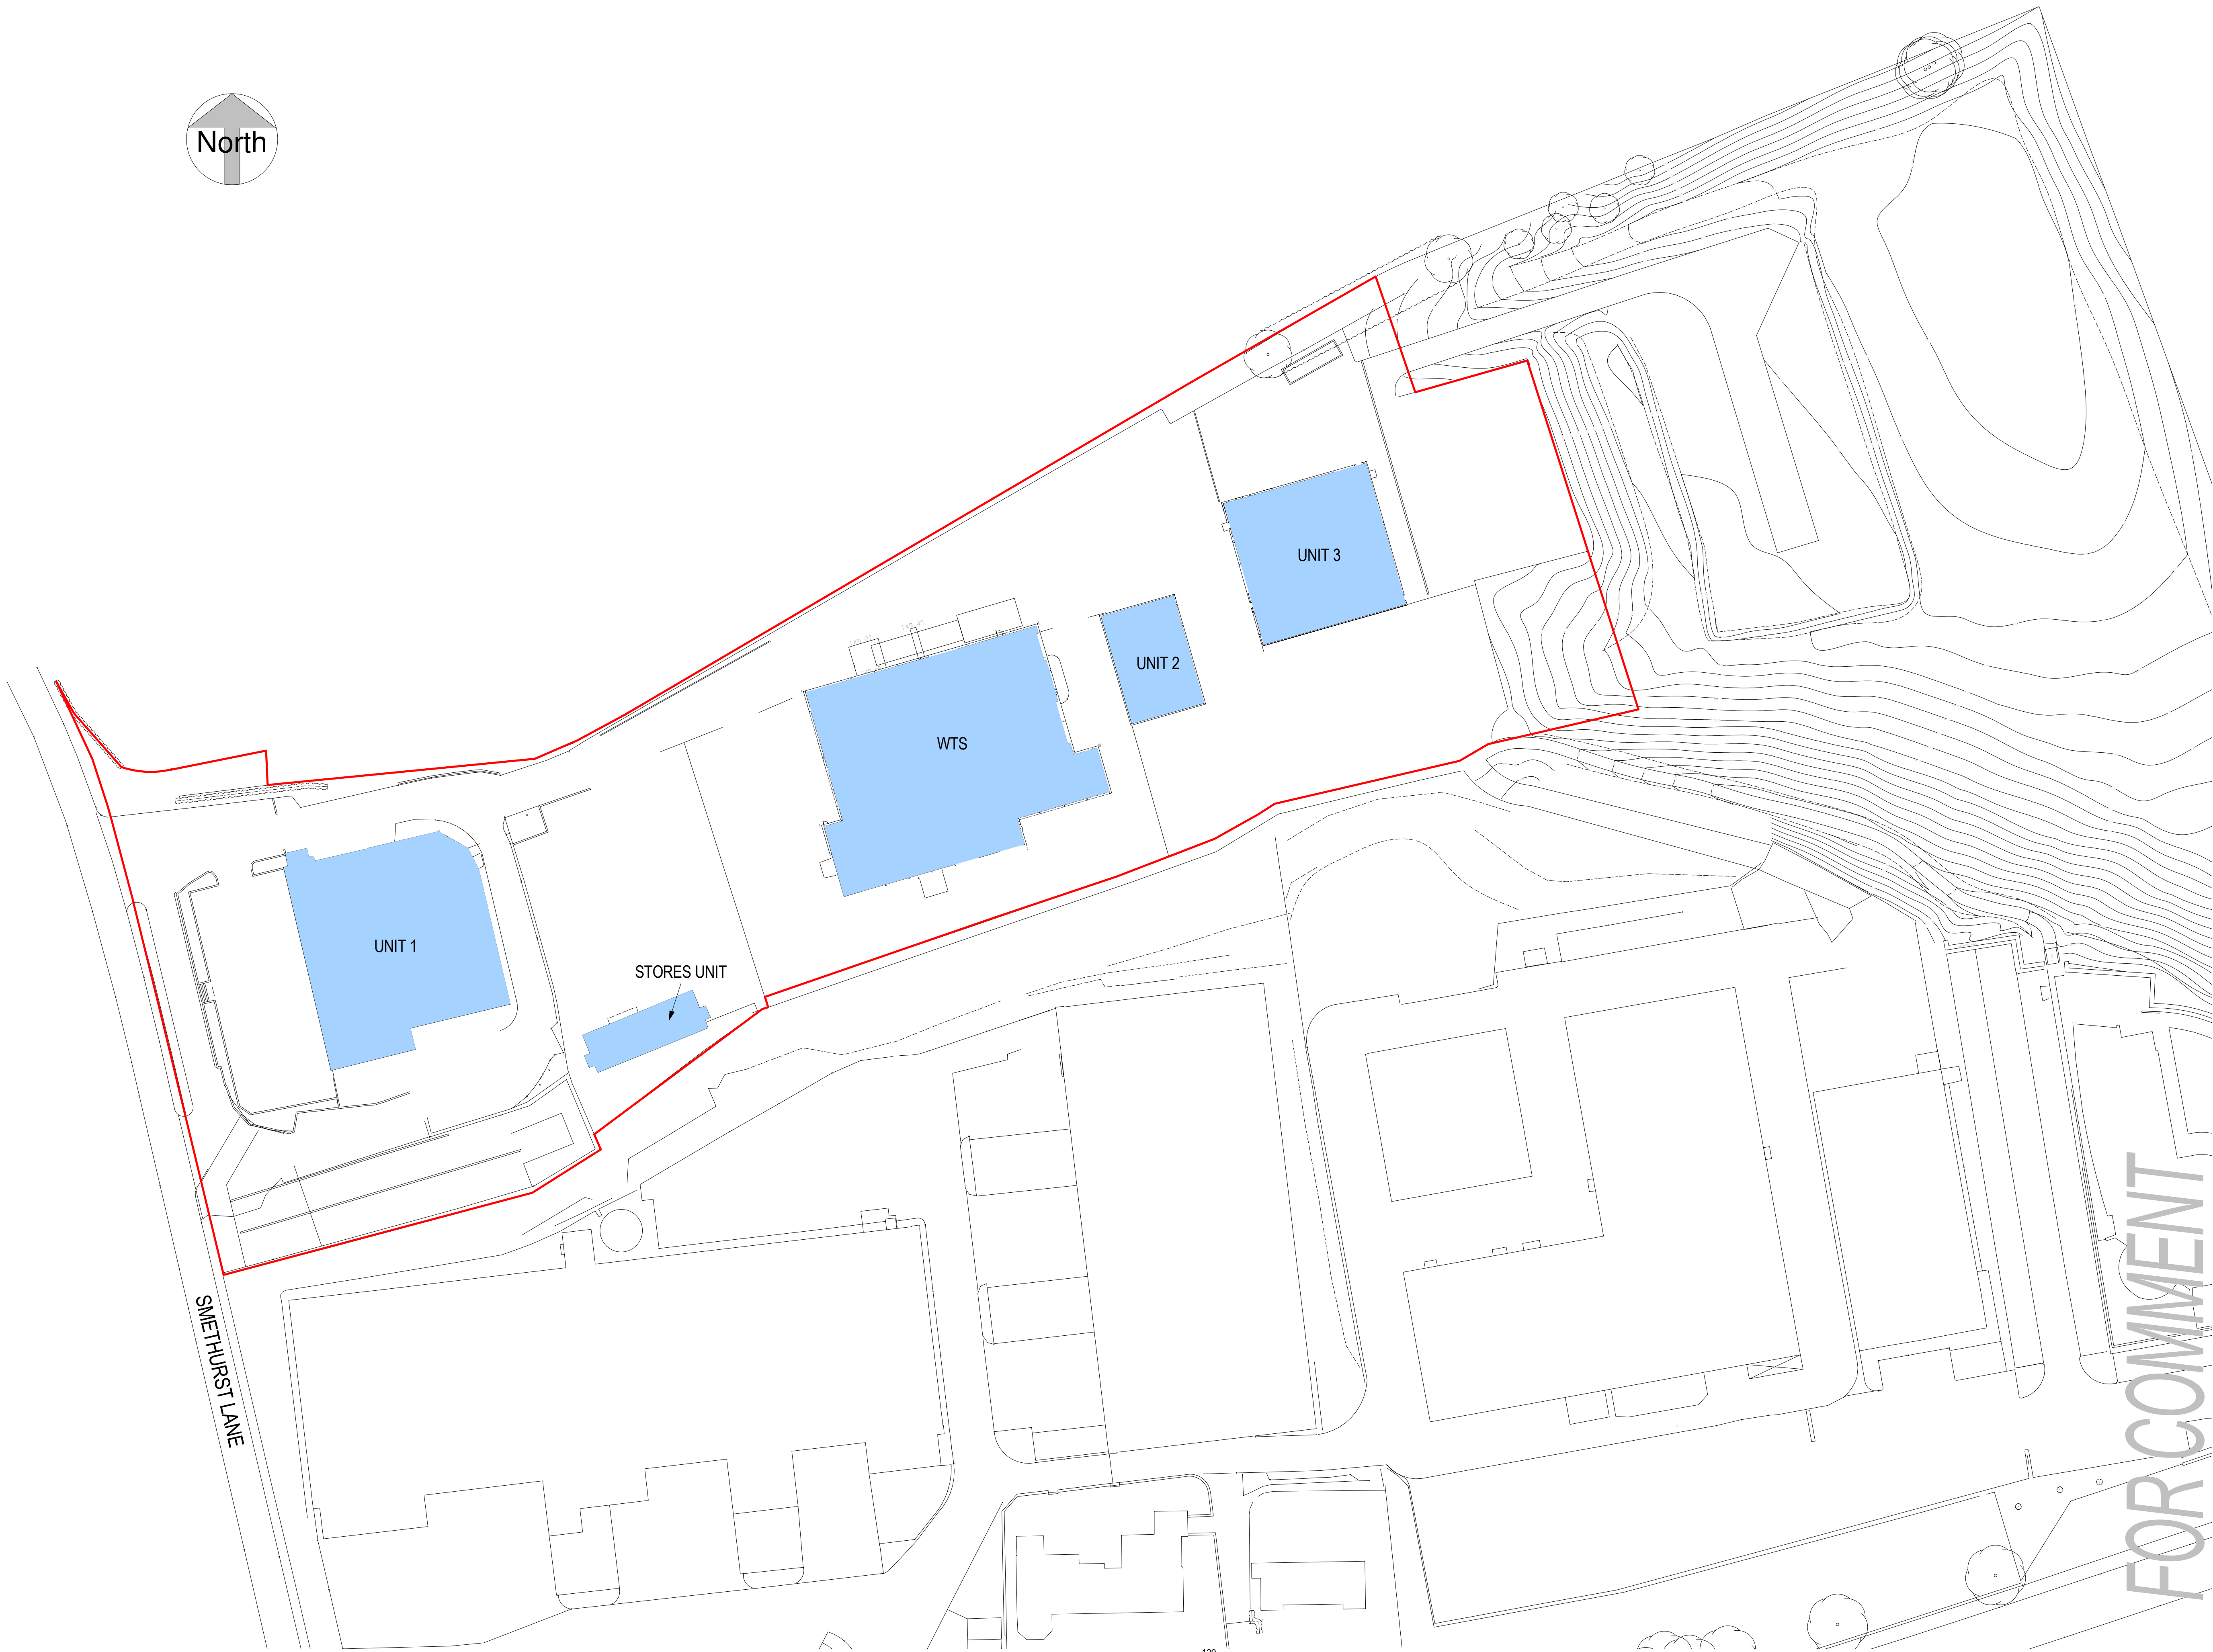 North
UNIT 3
UNIT 2
WTS
UNIT 1
STORES UNIT
SMETHURST LANE
FOR COMMENT